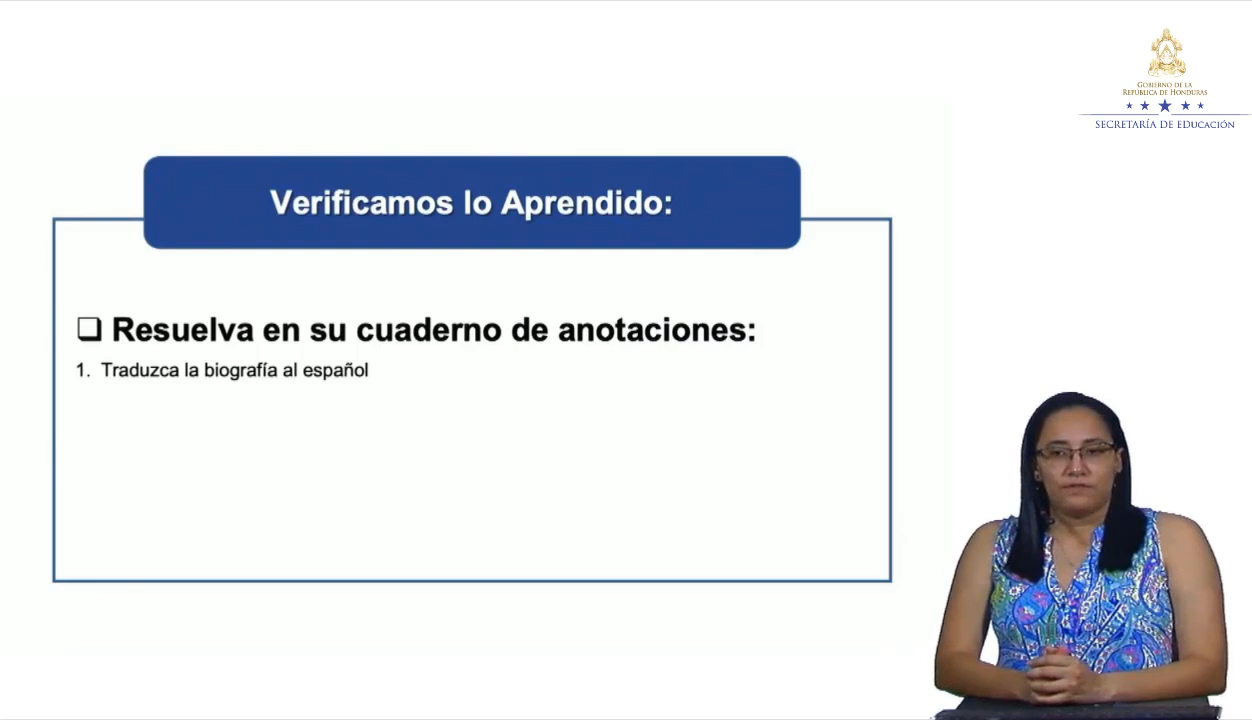 GOBIERNO DE LA
REPÚBLICA DE HONDURAS
SECRETARÍA DE EDUCACIÓN
Verificamos lo Aprendido:
Resuelva en su cuaderno de anotaciones:
1. Traduzca la biografía al español